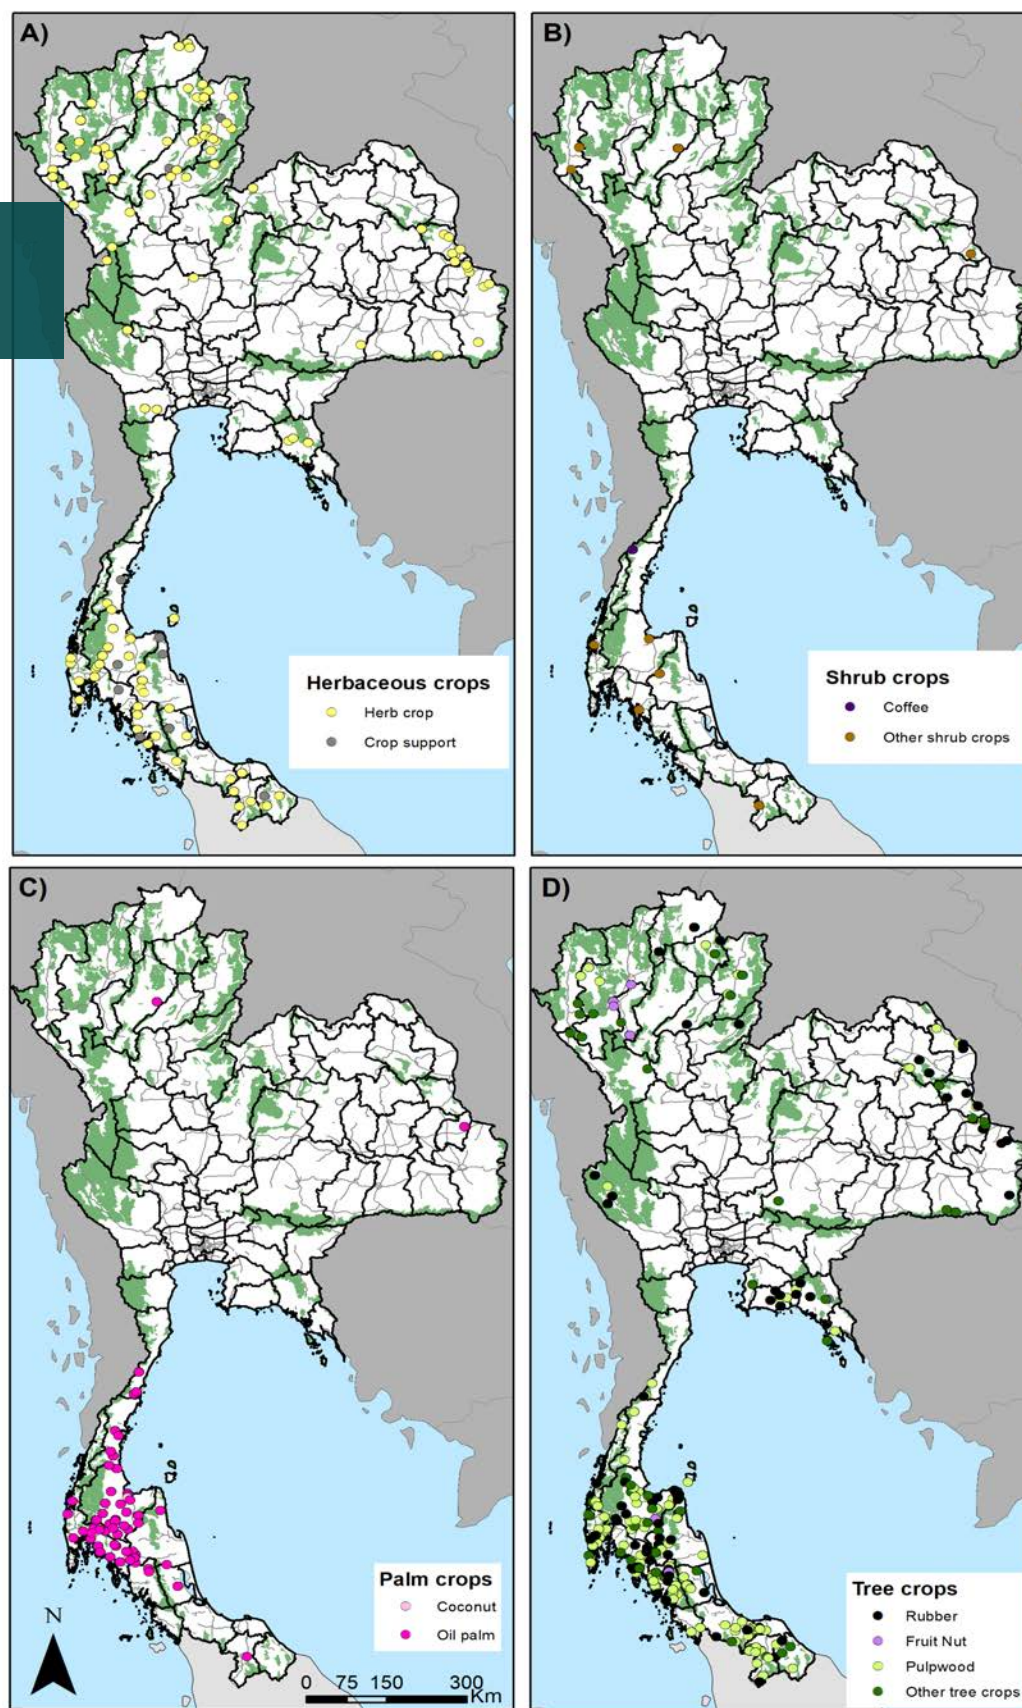 A)
Herbaceous crops
Herb crop
Crop support
B)
Shrub crops
Coffee
Other shrub crops
C)
Palm crops
Coconut
Oil palm
N
0 75 150 300
Km
D)
Tree crops
Rubber
Fruit Nut
Pulpwood
Other tree crops